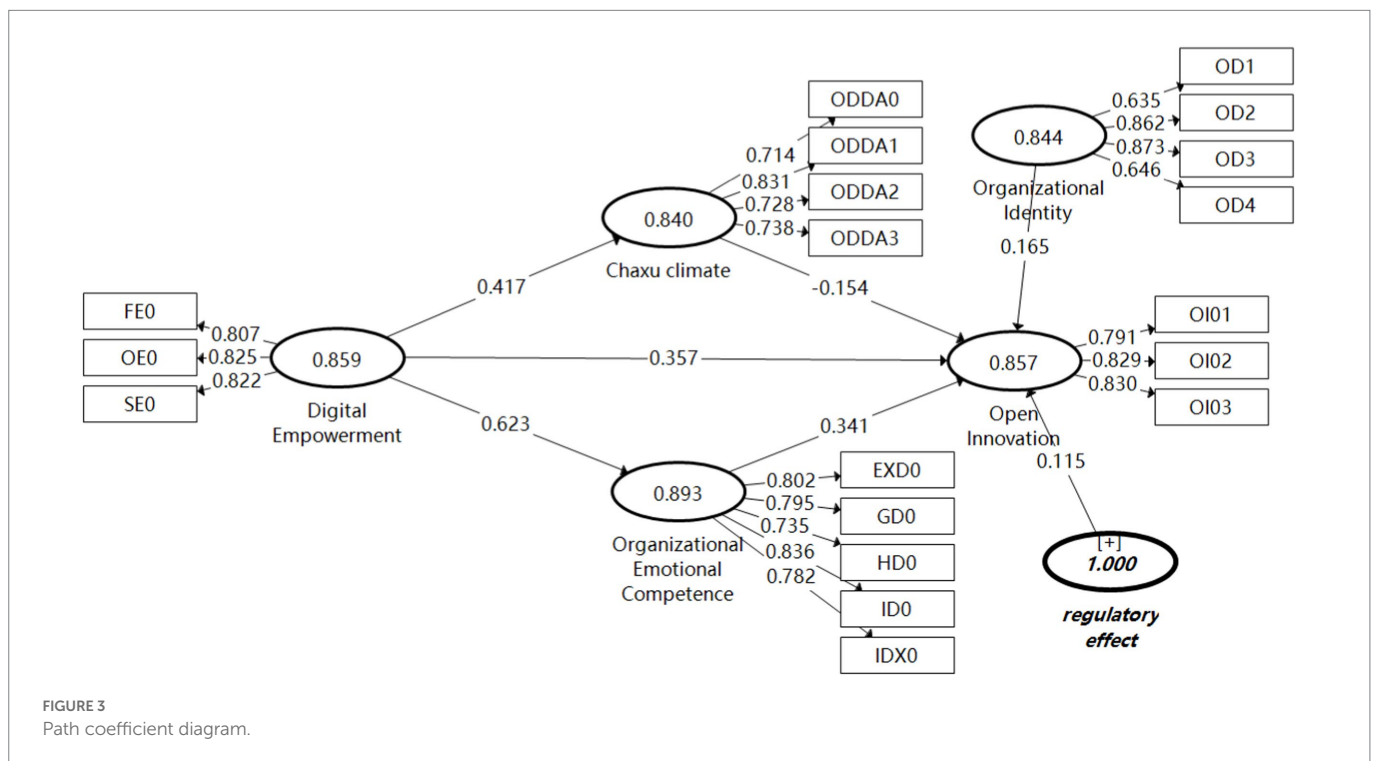 ODDA0
ODDA1
ODDA2
ODDA3
0.714
0.831
0.728
0.738
0.840
Chaxu climate
OD1
OD2
OD3
OD4
0.635
0.862
0.873
0.646
0.844
Organizational
Identity
0.165
0.417
-0.154
FE0
OE0
SE0
0.807
0.825
0.822
0.859
Digital
Empowerment
0.357
0.857
Open
Innovation
0.791
0.829
0.830
OI01
OI02
OI03
0.623
0.341
0.115
0.893
Organizational
Emotional
Competence
0.802
0.795
0.735
0.836
0.782
EXD0
GD0
HD0
ID0
IDX0
[+]
1.000
regulatory
effect
FIGURE 3
Path coefficient diagram.